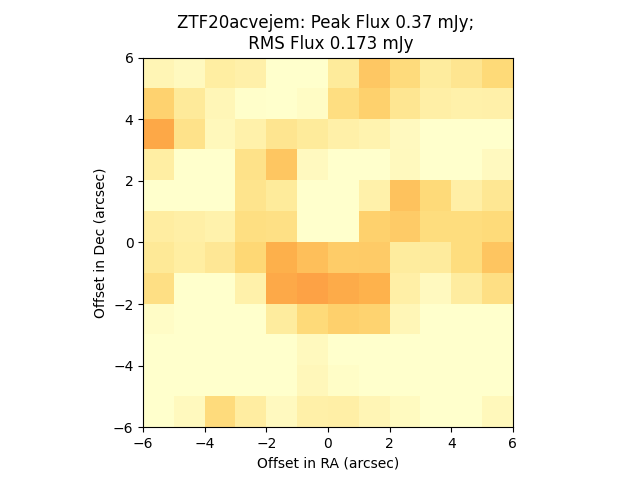 ZTF20acvejem: Peak Flux 0.37 mJy;
RMS Flux 0.173 mJy
6
4
2
0
−2
−4
−6
Offset in Dec (arcsec)
−6 −4 −2 0 2 4 6
Offset in RA (arcsec)